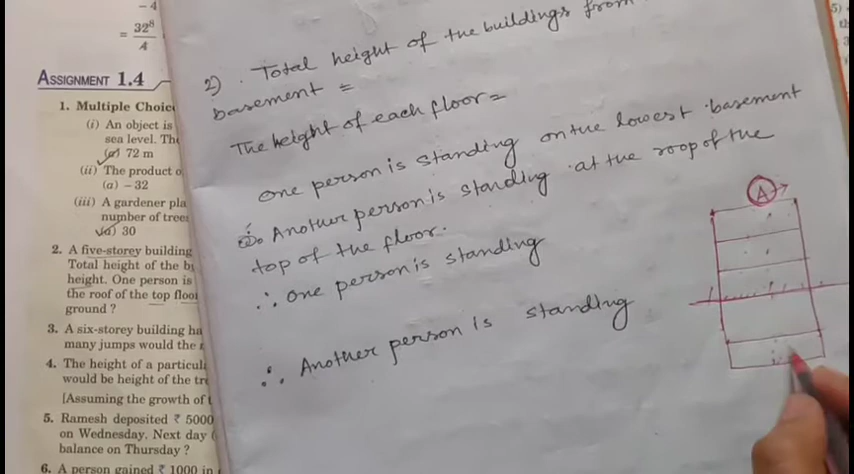 - 4
= 32⁸
4
ASSIGNMENT 1.4
1. Multiple Choic
(i) An object is
sea level. The
(a) 72 m
(ii) The product o
(a) – 32
(iii) A gardener pla
number of trees
(a) 30
2. A five-storey building
Total height of the b
height. One person is
the roof of the top floo
ground ?
3. A six-storey building ha
many jumps would the
4. The height of a particul
would be height of the tre
[Assuming the growth of t
5. Ramesh deposited ₹ 5000
on Wednesday. Next day (
balance on Thursday ?
6. A person gained ₹ 1000 in
2) . Total height of the buildings from
basement =
The height of each floor =
one person is standing on the lowest basement
Another person is standing at the roop of the
top of the floor.
∴ one person is standing
∴ Another person is standing
A
5)